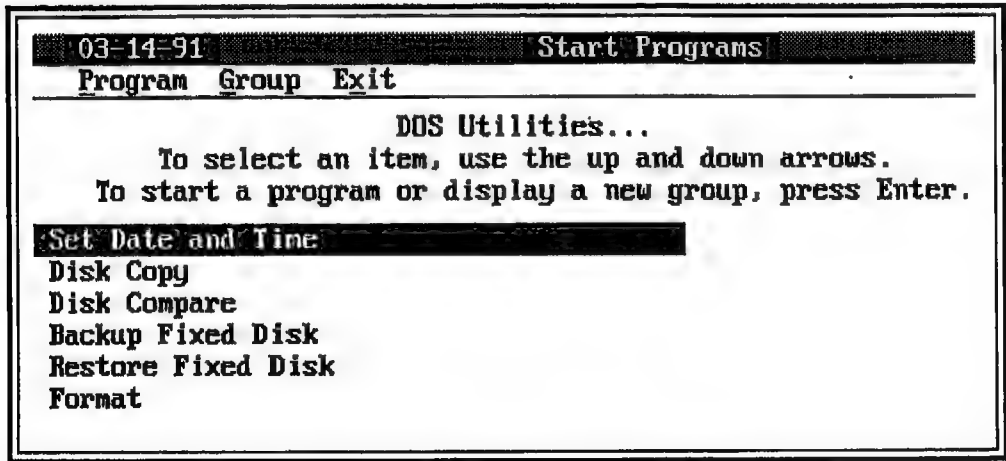 03-14-91 Start Programs
Program Group Exit
DOS Utilities...
To select an item, use the up and down arrows.
To start a program or display a new group, press Enter.
Set Date and Time
Disk Copy
Disk Compare
Backup Fixed Disk
Restore Fixed Disk
Format